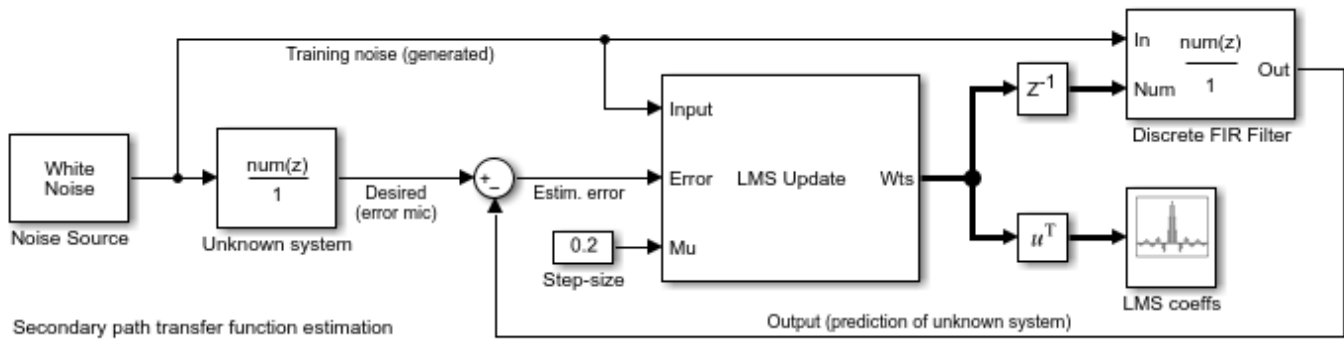 Training noise (generated)
White
Noise
Noise Source
num(z)
1
Unknown system
Desired
(error mic)
+
−
Estim. error
0.2
Step-size
Input
Error
Mu
LMS Update
Wts
Z-1
uT
In
Num
num(z)
1
Out
Discrete FIR Filter
LMS coeffs
Output (prediction of unknown system)
Secondary path transfer function estimation